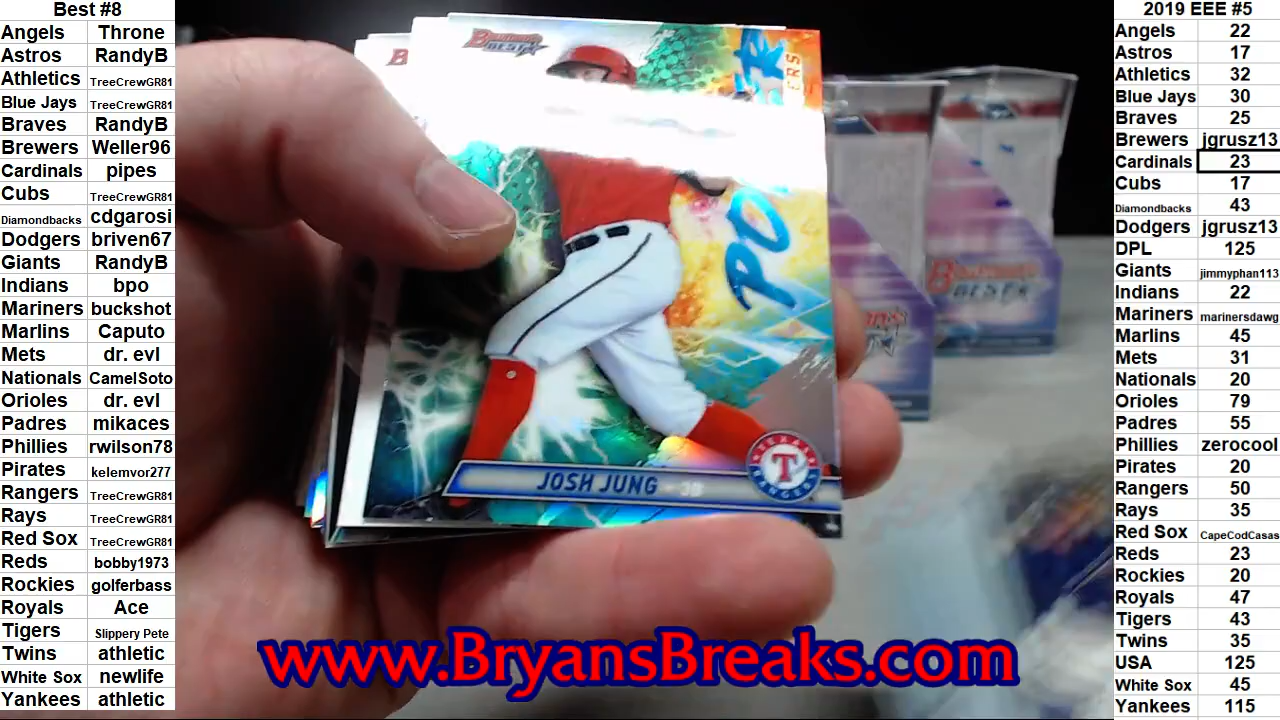 Best #8
Angels Throne
Astros RandyB
Athletics TreeCrewGR81
Blue Jays TreeCrewGR81
Braves RandyB
Brewers Weller96
Cardinals pipes
Cubs TreeCrewGR81
Diamondbacks cdgarosi
Dodgers briven67
Giants RandyB
Indians bpo
Mariners buckshot
Marlins Caputo
Mets dr. evl
Nationals CamelSoto
Orioles dr. evl
Padres mikaces
Phillies rwilson78
Pirates kelemvor277
Rangers TreeCrewGR81
Rays TreeCrewGR81
Red Sox TreeCrewGR81
Reds bobby1973
Rockies golferbass
Royals Ace
Tigers Slippery Pete
Twins athletic
White Sox newlife
Yankees athletic
BOWMAN'S
BEST
JOSH JUNG 3B
TEXAS
T
RANGERS
BOWMAN'S
BEST
www.BryansBreaks.com
2019 EEE #5
Angels 22
Astros 17
Athletics 32
Blue Jays 30
Braves 25
Brewers jgrusz13
Cardinals 23
Cubs 17
Diamondbacks 43
Dodgers jgrusz13
DPL 125
Giants jimmyphan113
Indians 22
Mariners marinersdawg
Marlins 45
Mets 31
Nationals 20
Orioles 79
Padres 55
Phillies zerocool
Pirates 20
Rangers 50
Rays 35
Red Sox CapeCodCasas
Reds 23
Rockies 20
Royals 47
Tigers 43
Twins 35
USA 125
White Sox 45
Yankees 115